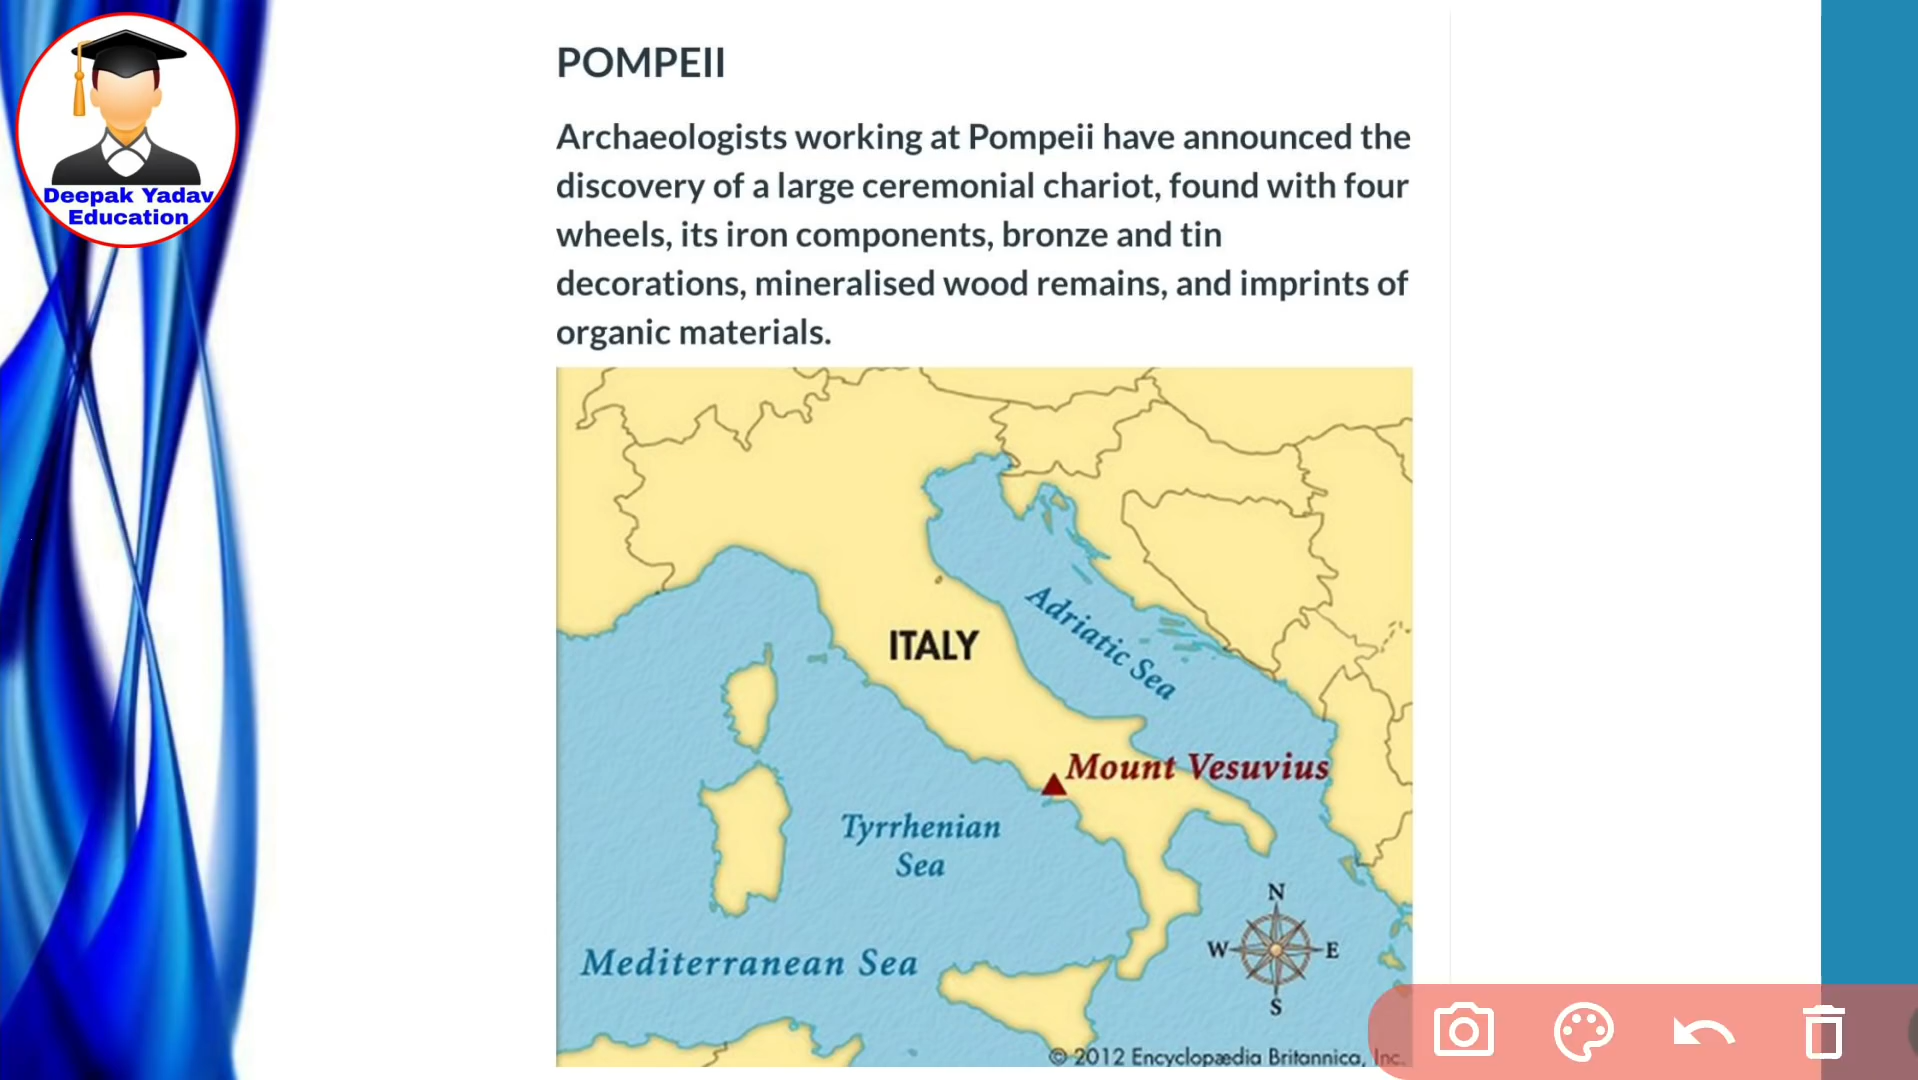 Deepak Yadav
Education
POMPEII
Archaeologists working at Pompeii have announced the
discovery of a large ceremonial chariot, found with four
wheels, its iron components, bronze and tin
decorations, mineralised wood remains, and imprints of
organic materials.
Adriatic Sea
ITALY
Mount Vesuvius
Tyrrhenian
Sea
N
W E
S
Mediterranean Sea
© 2012 Encyclopædia Britannica, Inc.